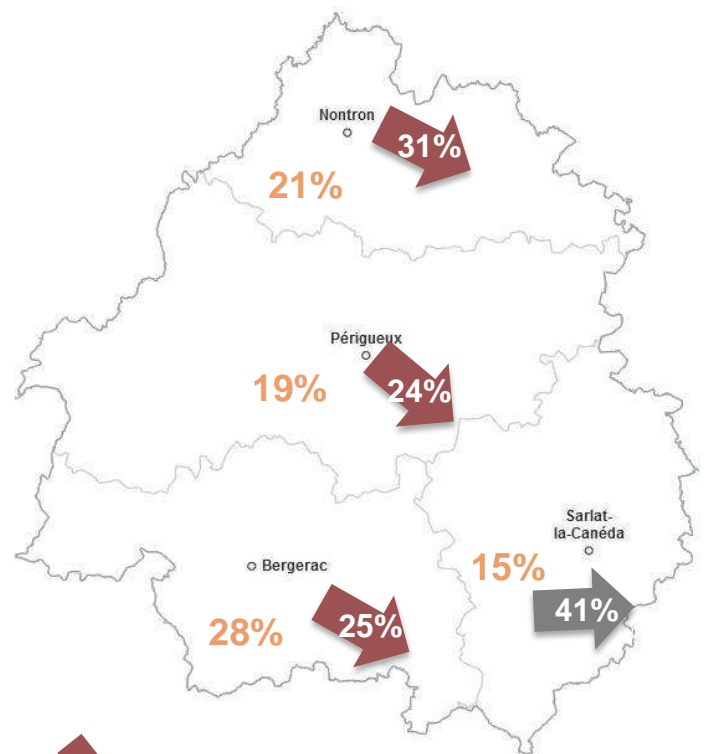 Nontron
31%
21%
Périgueux
24%
19%
Sarlat-
la-Canéda
15%
41%
Bergerac
25%
28%